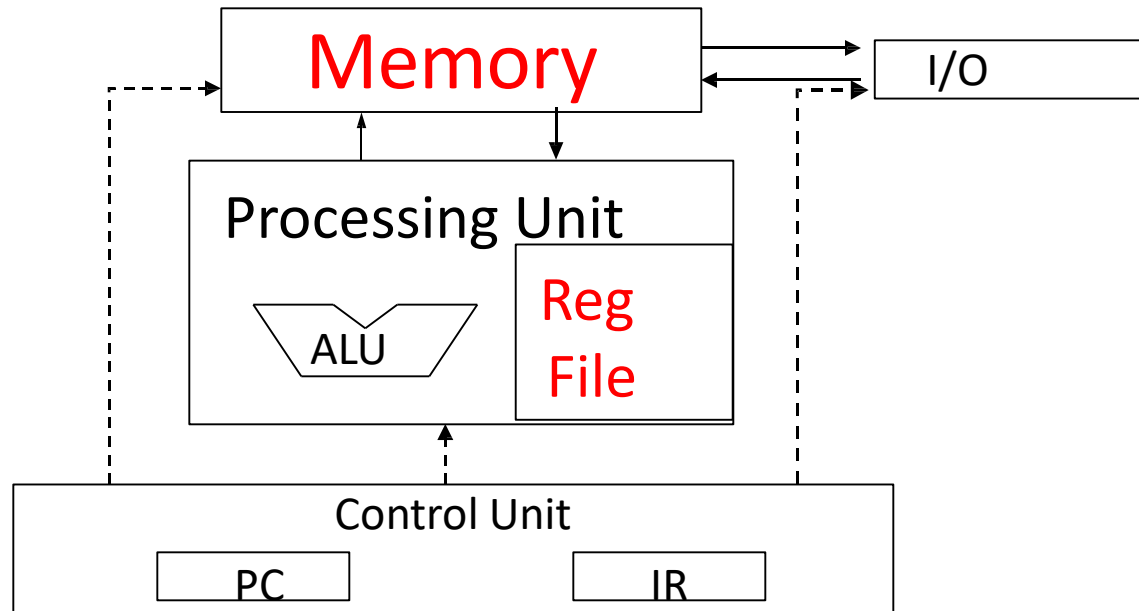 Memory
I/O
Processing Unit
Reg
File
ALU
Control Unit
PC
IR